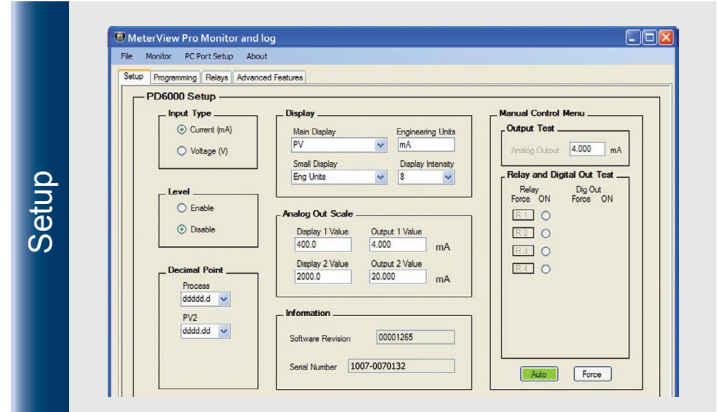 Setup
MeterView Pro Monitor and log
File Monitor PC Port Setup About
Setup Programming Relays Advanced Features
PD6000 Setup
Input Type
Current (mA)
Voltage (V)
Level
Enable
Disable
Decimal Point
Process
ddddd.d
PV2
dddd.dd
Display
Main Display Engineering Units
PV mA
Small Display Display Intensity
Eng Units 8
Analog Out Scale
Display 1 Value Output 1 Value
400.0 4.000 mA
Display 2 Value Output 2 Value
2000.0 20.000 mA
Information
Software Revision 00001265
Serial Number 1007-0070132
Manual Control Menu
Output Test
Analog Output 4.000 mA
Relay and Digital Out Test
Relay Dig Out
Force ON Force ON
R 1
R 2
R 3
R 4
Auto Force